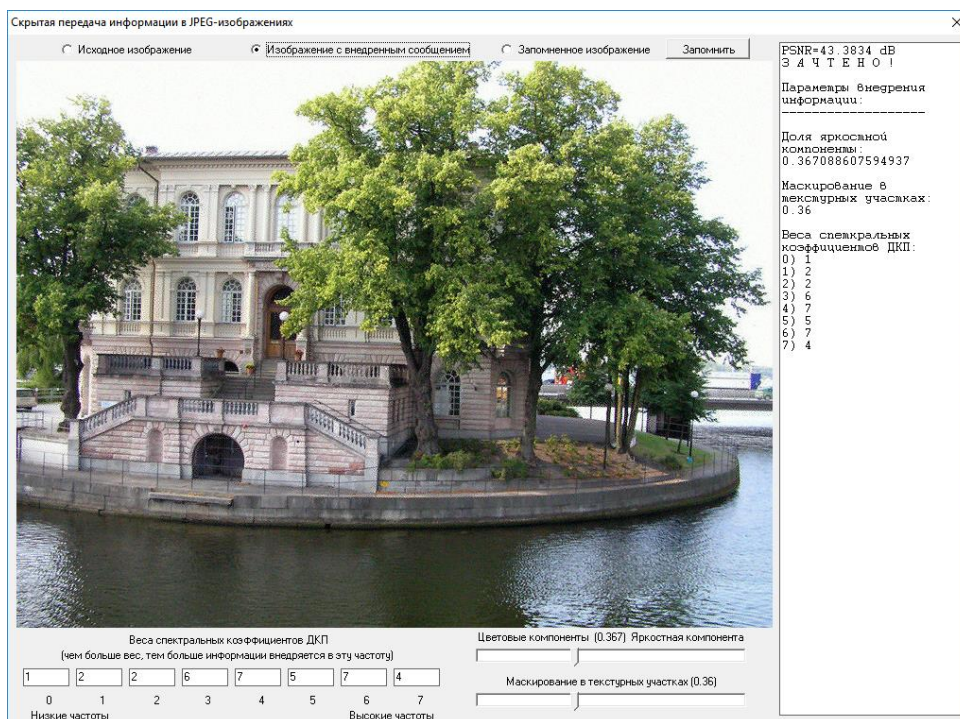 Скрытая передача информации в JPEG-изображениях
Исходное изображение
Изображение с внедренным сообщением
Запомненное изображение
Запомнить
PSNR=43.3834 dB
З А Ч Т Е Н О !
Параметры внедрения
информации:
-------------------
Доля яркостной
компоненты:
0.367088607594937
Маскирование в
текстурных участках:
0.36
Веса спеткральных
коэффициентов ДКП:
0) 1
1) 2
2) 2
3) 6
4) 7
5) 5
6) 7
7) 4
Веса спектральных коэффициентов ДКП
(чем больше вес, тем больше информации внедряется в эту частоту)
1 2 2 6 7 5 7 4
0 1 2 3 4 5 6 7
Низкие частоты Высокие частоты
Цветовые компоненты (0.367) Яркостная компонента
Маскирование в текстурных участках (0.36)